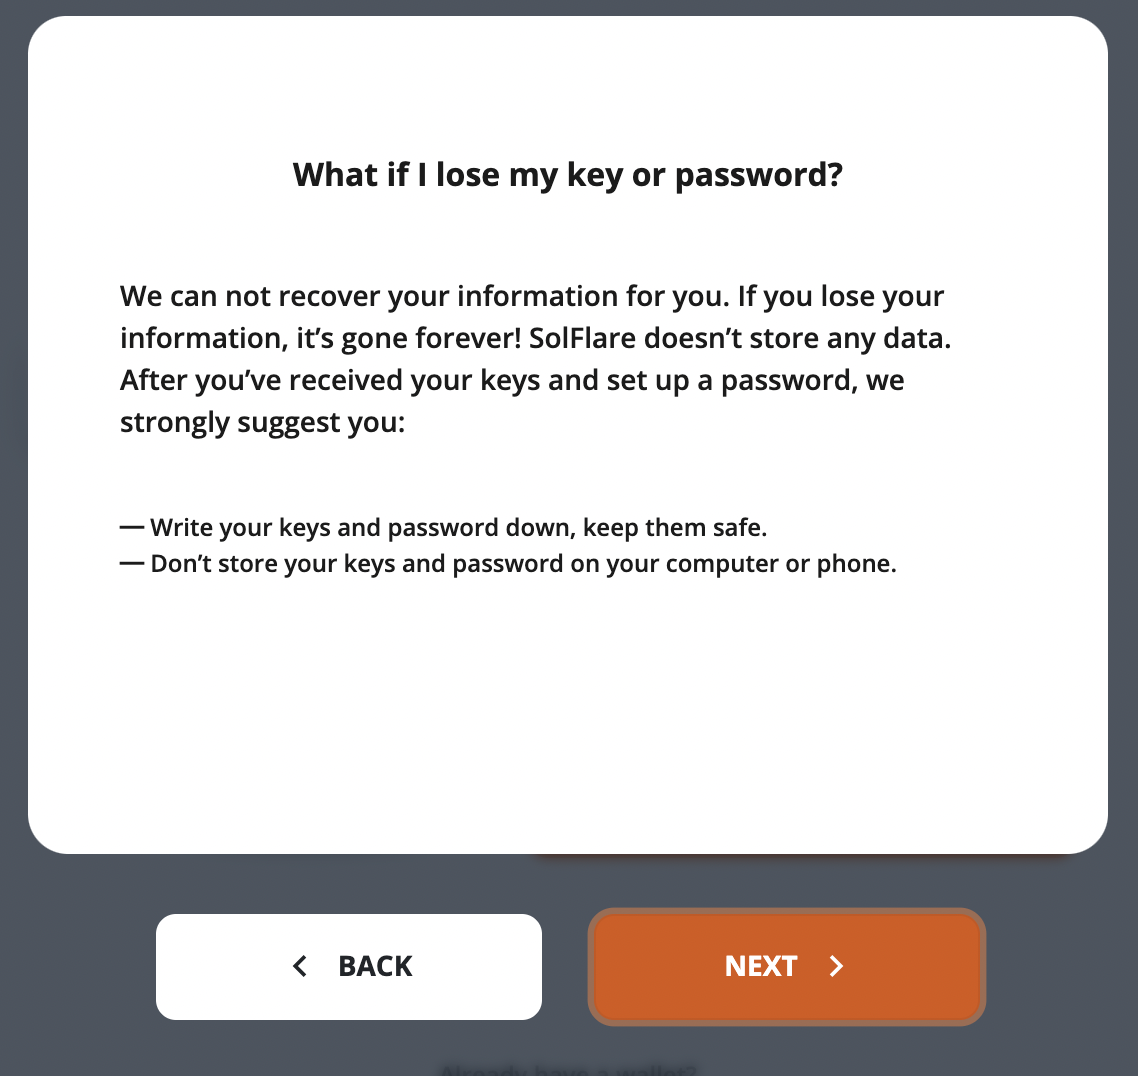 What if I lose my key or password?
We can not recover your information for you. If you lose your
information, it’s gone forever! SolFlare doesn’t store any data.
After you’ve received your keys and set up a password, we
strongly suggest you:
— Write your keys and password down, keep them safe.
— Don’t store your keys and password on your computer or phone.
BACK
NEXT
Already have a wallet?